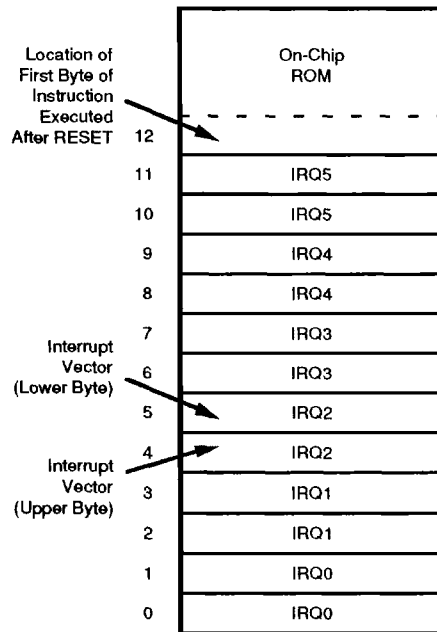 Location of
First Byte of
Instruction
Executed
After RESET
On-Chip
ROM
12
11 IRQ5
10 IRQ5
9 IRQ4
8 IRQ4
7 IRQ3
Interrupt
Vector
(Lower Byte)
6 IRQ3
5 IRQ2
4 IRQ2
Interrupt
Vector
(Upper Byte)
3 IRQ1
2 IRQ1
1 IRQ0
0 IRQ0